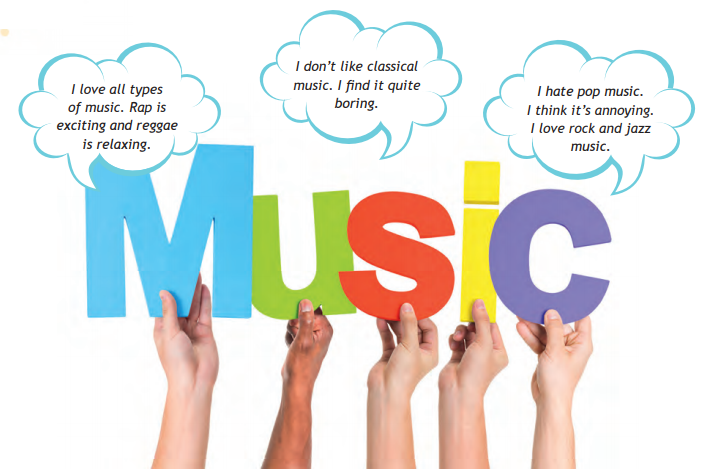 I love all types
of music. Rap is
exciting and reggae
is relaxing.
I don't like classical
music. I find it quite
boring.
I hate pop music.
I think it's annoying.
I love rock and jazz
music.
Music